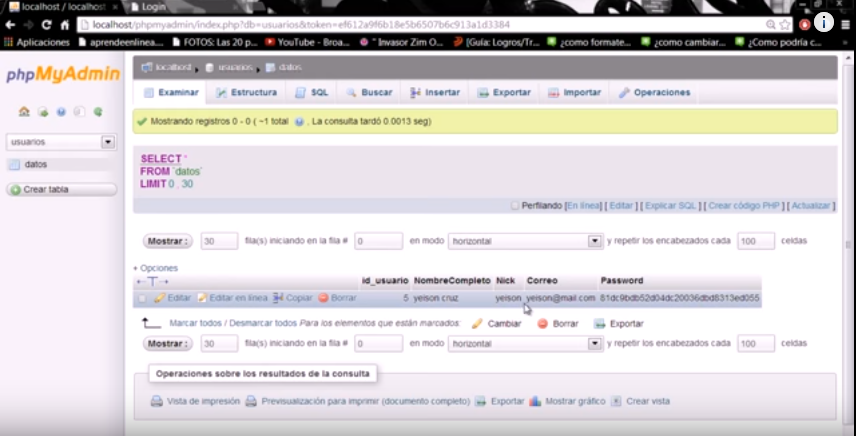 localhost / localhost
Login
localhost/phpmyadmin/index.php?db=usuarios&token=ef612a9f6b18e5b6507b6c913a1d3384
Aplicaciones aprendeenlinea.... FOTOS: Las 20 p... YouTube - Broa... "Invasor Zim O... [Guía: Logros/Tr... ¿como formate... ¿como cambiar... ¿Como podría c...
phpMyAdmin
usuarios
datos
Crear tabla
localhost usuarios datos
Examinar Estructura SQL Buscar Insertar Exportar Importar Operaciones
Mostrando registros 0 - 0 ( ~1 total . La consulta tardó 0.0013 seg)
SELECT *
FROM `datos`
LIMIT 0 , 30
Perfilando [En línea] [ Editar ] [ Explicar SQL ] [ Crear código PHP ] [ Actualizar ]
Mostrar : 30 fila(s) iniciando en la fila # 0 en modo horizontal y repetir los encabezados cada 100 celdas
+ Opciones
id_usuario NombreCompleto Nick Correo Password
Editar Editar en línea Copiar Borrar 5 yeison cruz yeison yeison@mail.com 81dc9bdb52d04dc20036dbd8313ed055
Marcar todos / Desmarcar todos Para los elementos que están marcados: Cambiar Borrar Exportar
Mostrar : 30 fila(s) iniciando en la fila # 0 en modo horizontal y repetir los encabezados cada 100 celdas
Operaciones sobre los resultados de la consulta
Vista de impresión Previsualización para imprimir (documento completo) Exportar Mostrar gráfico Crear vista